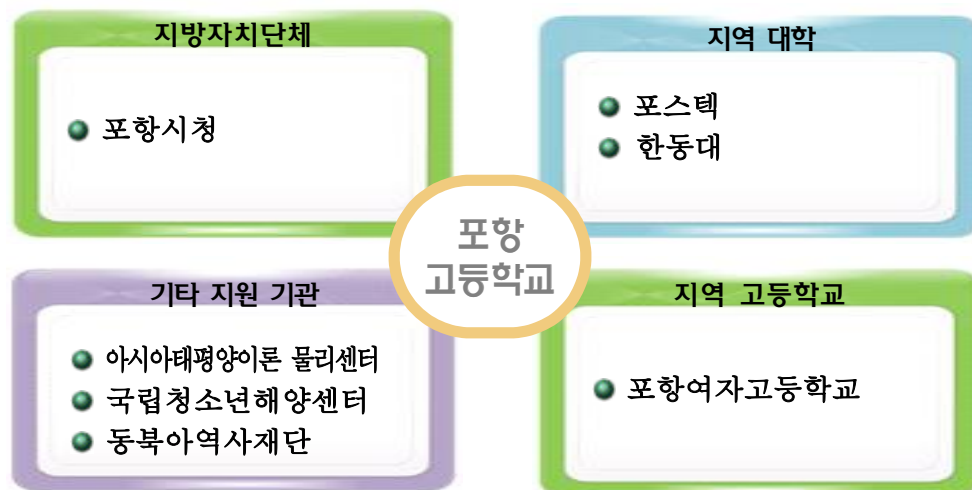 지방자치단체
포항시청
지역 대학
포스텍
한동대
포항
고등학교
기타 지원 기관
아시아태평양이론 물리센터
국립청소년해양센터
동북아역사재단
지역 고등학교
포항여자고등학교